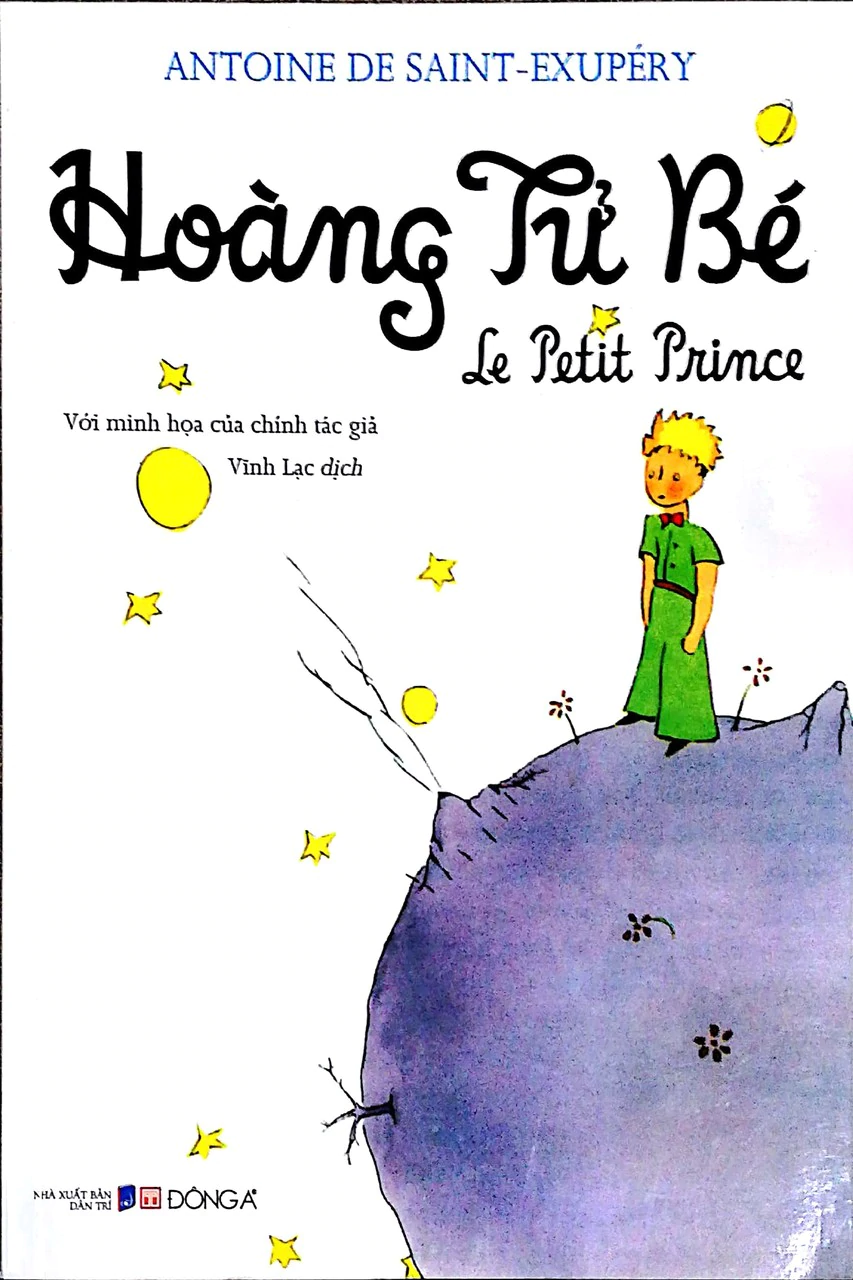 ANTOINE DE SAINT-EXUPÉRY
Hoàng Tử Bé
Le Petit Prince
Với minh họa của chính tác giả
Vĩnh Lạc dịch
NHÀ XUẤT BẢN
DÂN TRÍ
ĐÔNG A